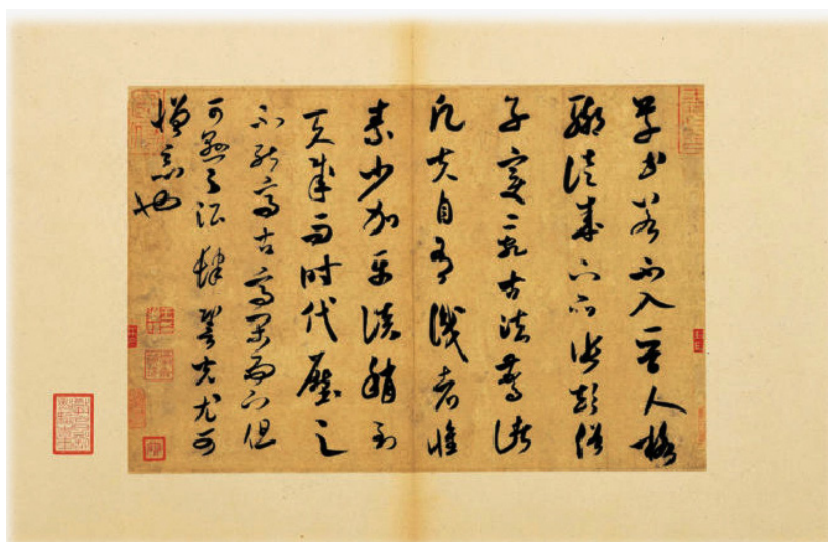 草書若不入晉人格
聊徒成下品張顛俗
子變亂古法驚諸
凡夫自有識者懷
素少加平淡稍到
天成而時代壓之
不能高古高閑而下但
可懸之酒肆䛒光尤可
憎惡也